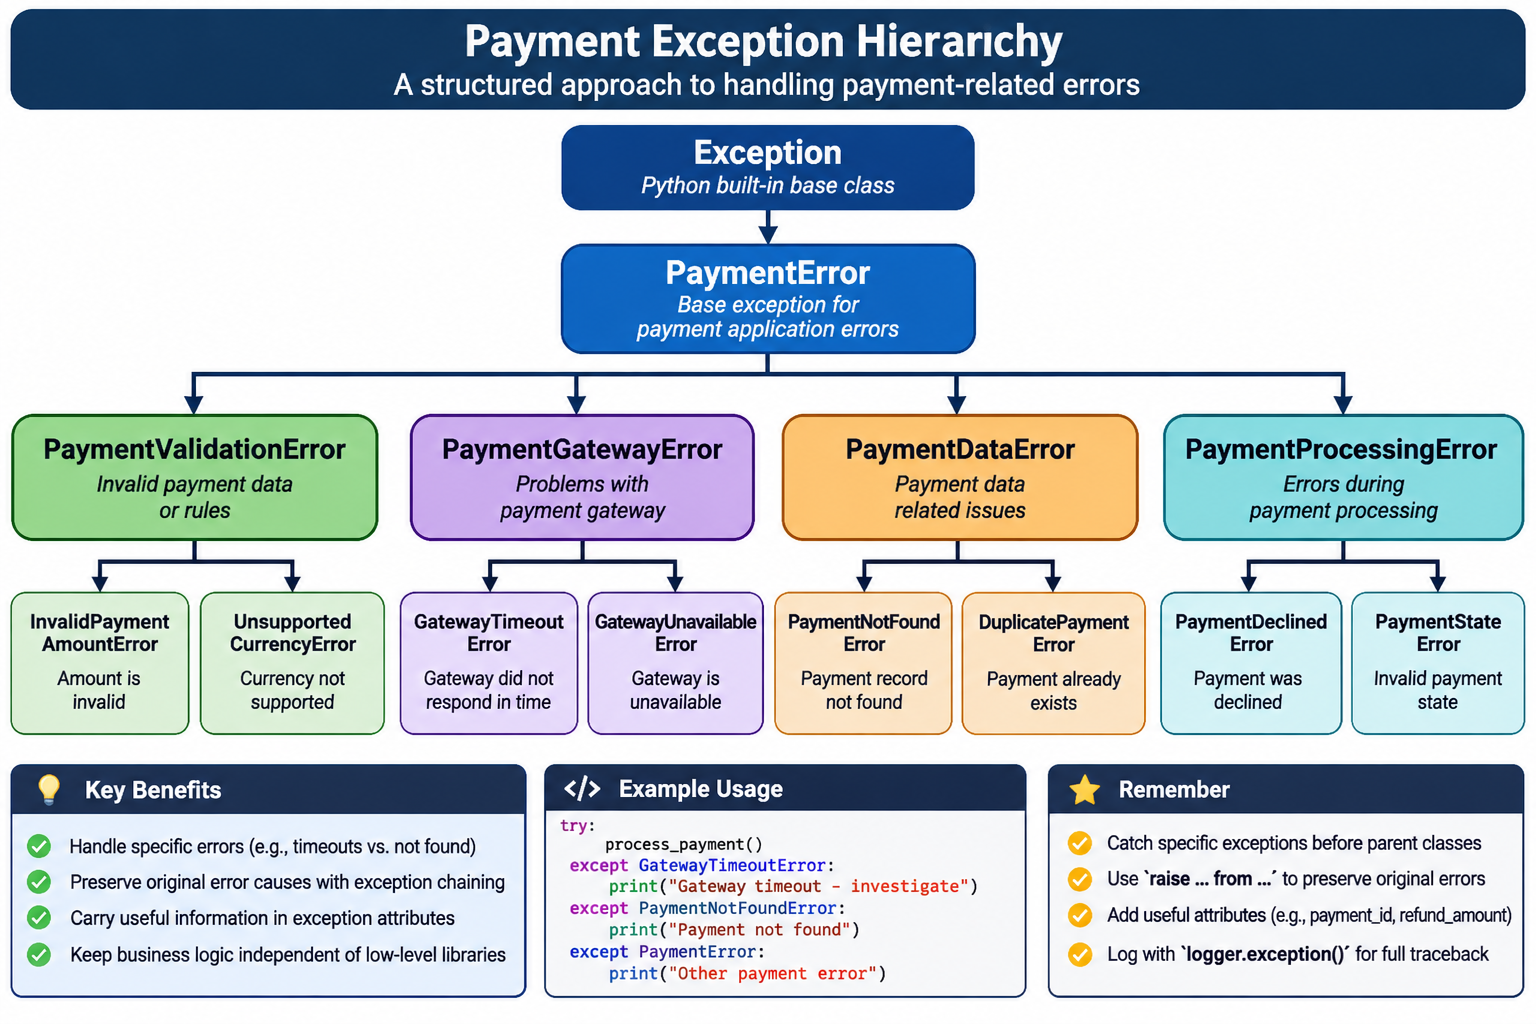 Payment Exception Hierarchy
A structured approach to handling payment-related errors
Exception
Python built-in base class
PaymentError
Base exception for
payment application errors
PaymentValidationError
Invalid payment data
or rules
PaymentGatewayError
Problems with
payment gateway
PaymentDataError
Payment data
related issues
PaymentProcessingError
Errors during
payment processing
InvalidPayment
AmountError
Amount is
invalid
Unsupported
CurrencyError
Currency not
supported
GatewayTimeout
Error
Gateway did not
respond in time
GatewayUnavailable
Error
Gateway is
unavailable
PaymentNotFound
Error
Payment record
not found
DuplicatePayment
Error
Payment already
exists
PaymentDeclined
Error
Payment was
declined
PaymentState
Error
Invalid payment
state
Key Benefits
Handle specific errors (e.g., timeouts vs. not found)
Preserve original error causes with exception chaining
Carry useful information in exception attributes
Keep business logic independent of low-level libraries
</> Example Usage
try:
process_payment()
except GatewayTimeoutError:
print("Gateway timeout – investigate")
except PaymentNotFoundError:
print("Payment not found")
except PaymentError:
print("Other payment error")
Remember
Catch specific exceptions before parent classes
Use `raise ... from ...´ to preserve original errors
Add useful attributes (e.g., payment_id, refund_amount)
Log with `logger.exception()´ for full traceback